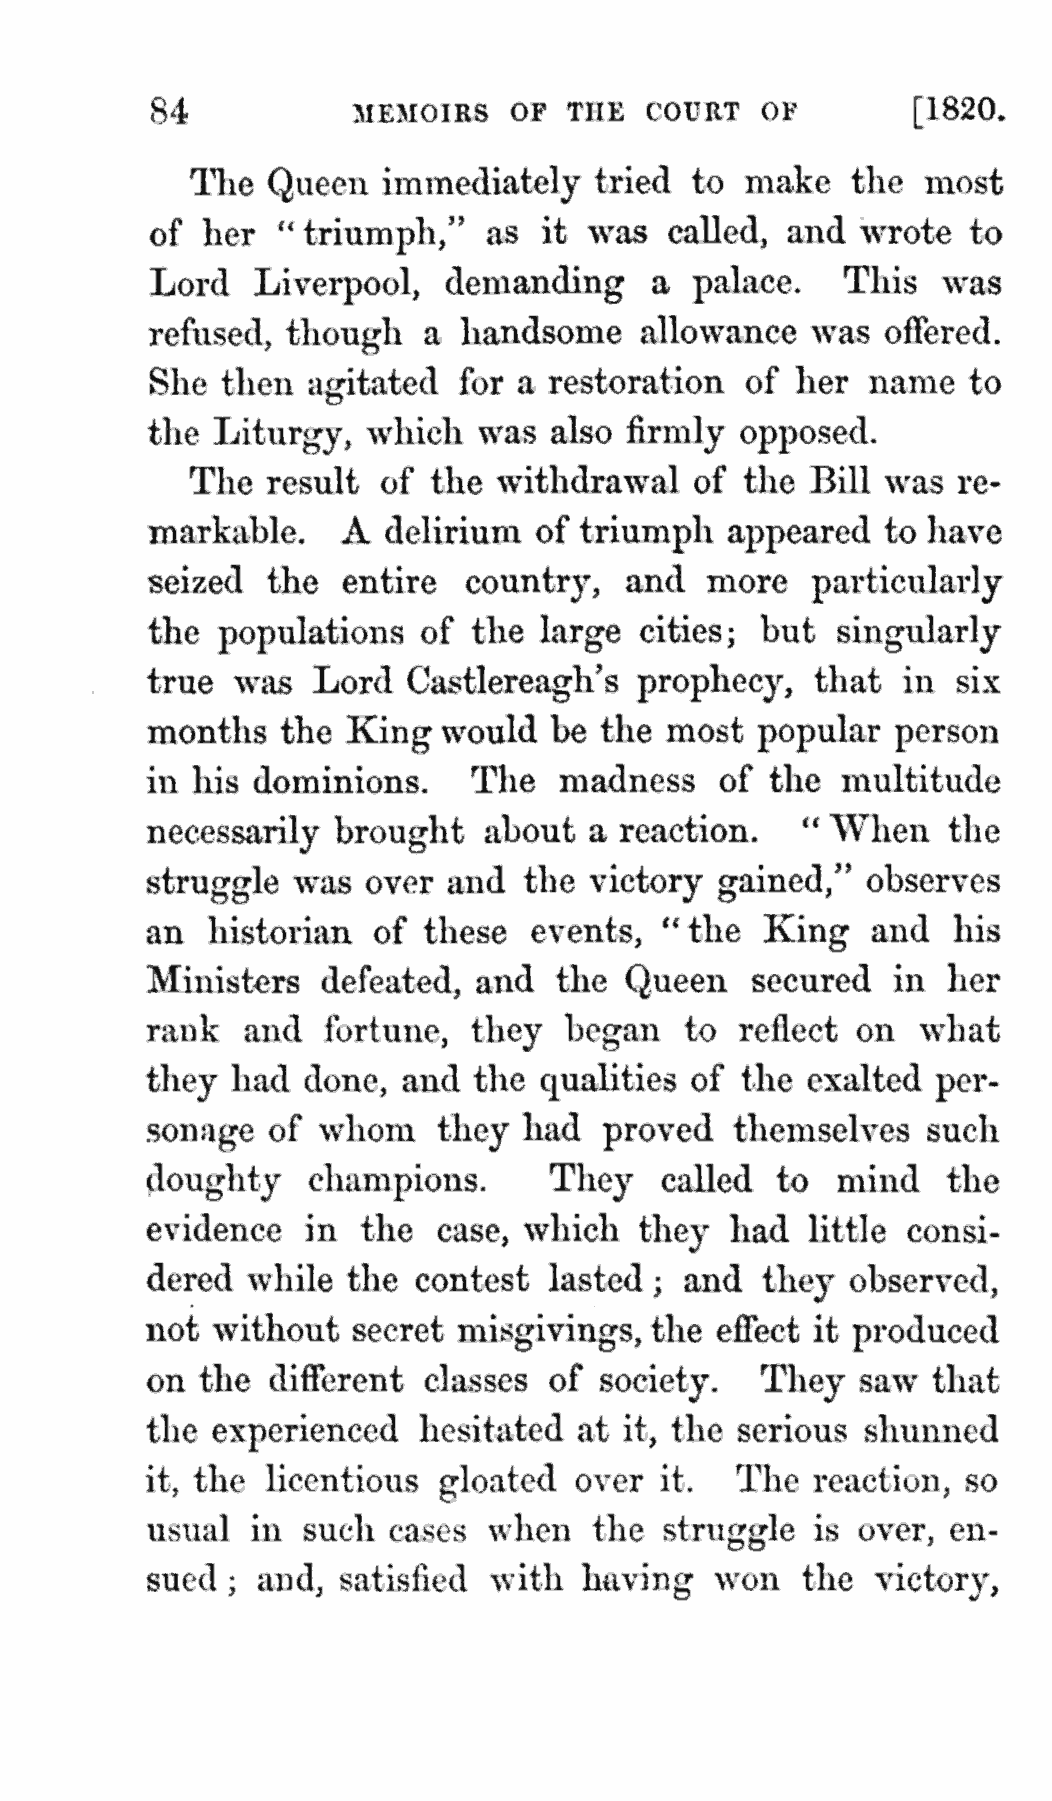 84 MEMOIRS OF THE COURT OF [1820.
The Queen immediately tried to make the most
of her "triumph," as it was called, and wrote to
Lord Liverpool, demanding a palace. This was
refused, though a handsome allowance was offered.
She then agitated for a restoration of her name to
the Liturgy, which was also firmly opposed.
The result of the withdrawal of the Bill was re-
markable. A delirium of triumph appeared to have
seized the entire country, and more particularly
the populations of the large cities; but singularly
true was Lord Castlereagh's prophecy, that in six
months the King would be the most popular person
in his dominions. The madness of the multitude
necessarily brought about a reaction. "When the
struggle was over and the victory gained," observes
an historian of these events, "the King and his
Ministers defeated, and the Queen secured in her
rank and fortune, they began to reflect on what
they had done, and the qualities of the exalted per-
sonage of whom they had proved themselves such
doughty champions. They called to mind the
evidence in the case, which they had little consi-
dered while the contest lasted; and they observed,
not without secret misgivings, the effect it produced
on the different classes of society. They saw that
the experienced hesitated at it, the serious shunned
it, the licentious gloated over it. The reaction, so
usual in such cases when the struggle is over, en-
sued; and, satisfied with having won the victory,